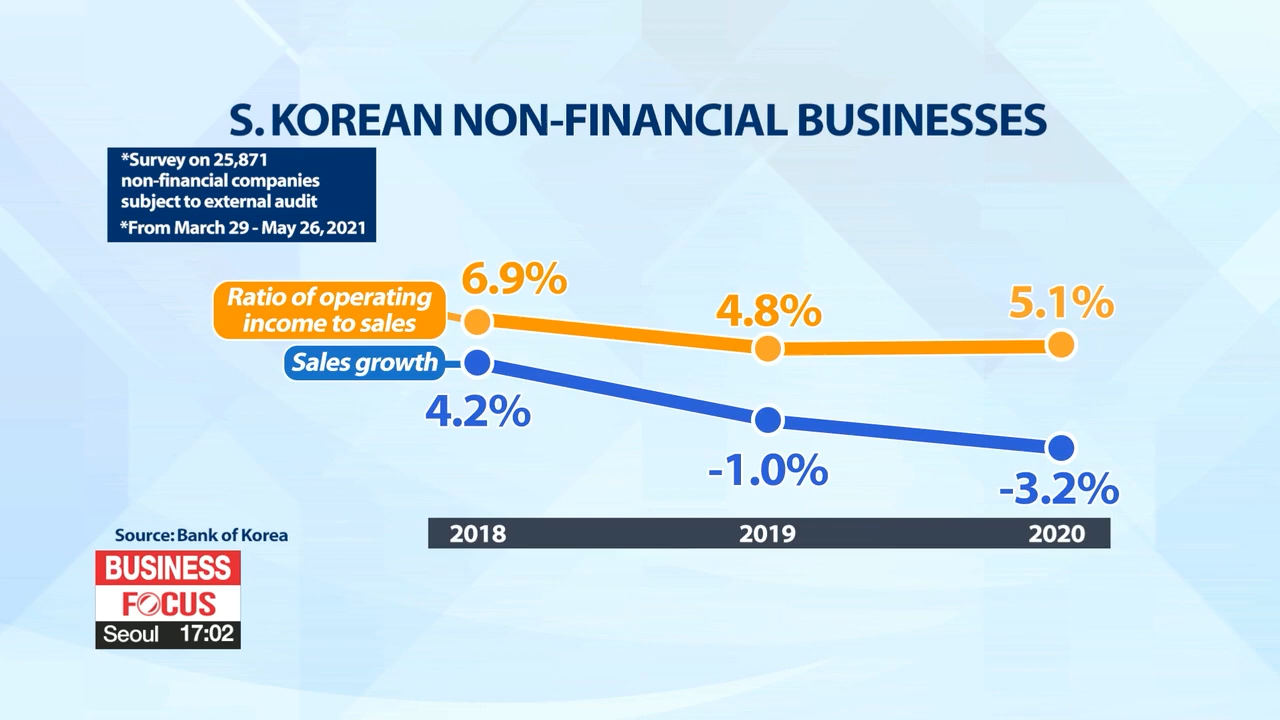 S. KOREAN NON-FINANCIAL BUSINESSES
*Survey on 25,871
non-financial companies
subject to external audit
*From March 29 - May 26, 2021
Ratio of operating
income to sales
6.9%
4.8%
5.1%
Sales growth
4.2%
-1.0%
-3.2%
2018
2019
2020
Source: Bank of Korea
BUSINESS
FOCUS
Seoul 17:02